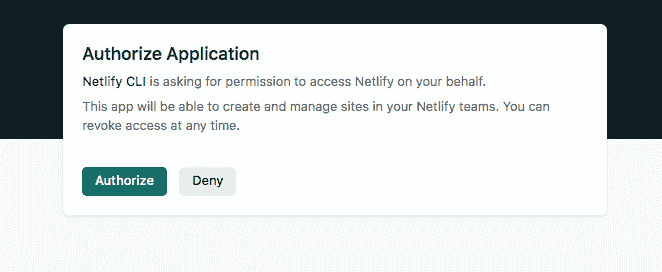 Authorize Application
Netlify CLI is asking for permission to access Netlify on your behalf.
This app will be able to create and manage sites in your Netlify teams. You can
revoke access at any time.
Authorize
Deny